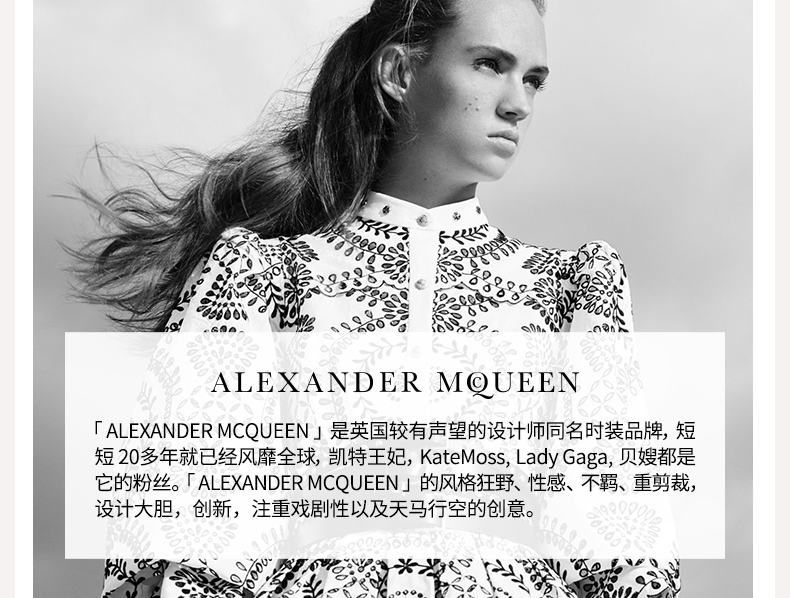 ALEXANDER MCQUEEN
「 ALEXANDER MCQUEEN 」是英国较有声望的设计师同名时装品牌, 短
短 20多年就已经风靡全球, 凯特王妃, KateMoss, Lady Gaga, 贝嫂都是
它的粉丝。「 ALEXANDER MCQUEEN 」的风格狂野、性感、不羁、重剪裁,
设计大胆，创新，注重戏剧性以及天马行空的创意。